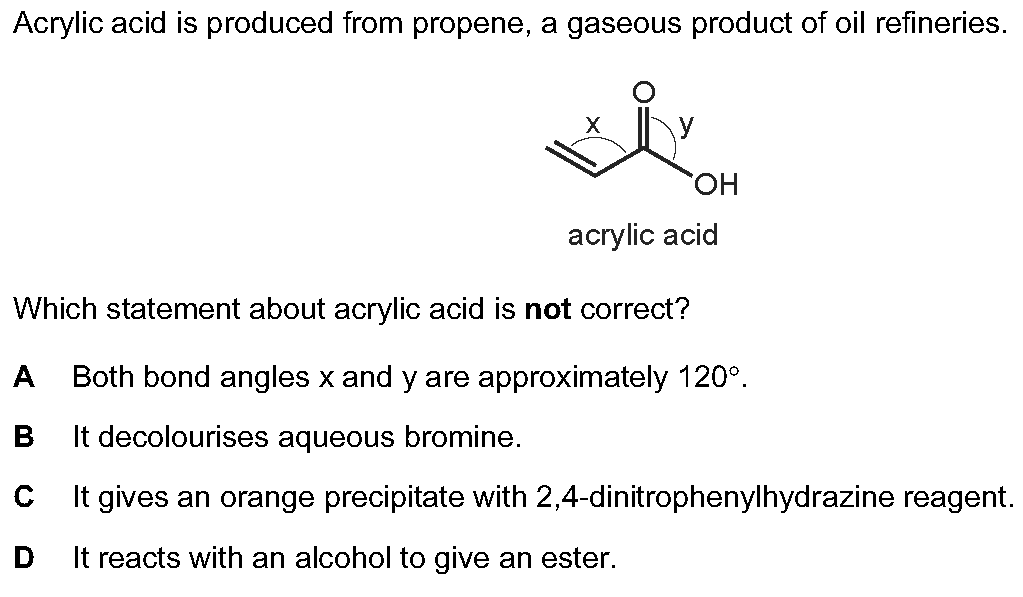 Acrylic acid is produced from propene, a gaseous product of oil refineries.
O
x
y
OH
acrylic acid
Which statement about acrylic acid is not correct?
A Both bond angles x and y are approximately 120°.
B It decolourises aqueous bromine.
C It gives an orange precipitate with 2,4-dinitrophenylhydrazine reagent.
D It reacts with an alcohol to give an ester.